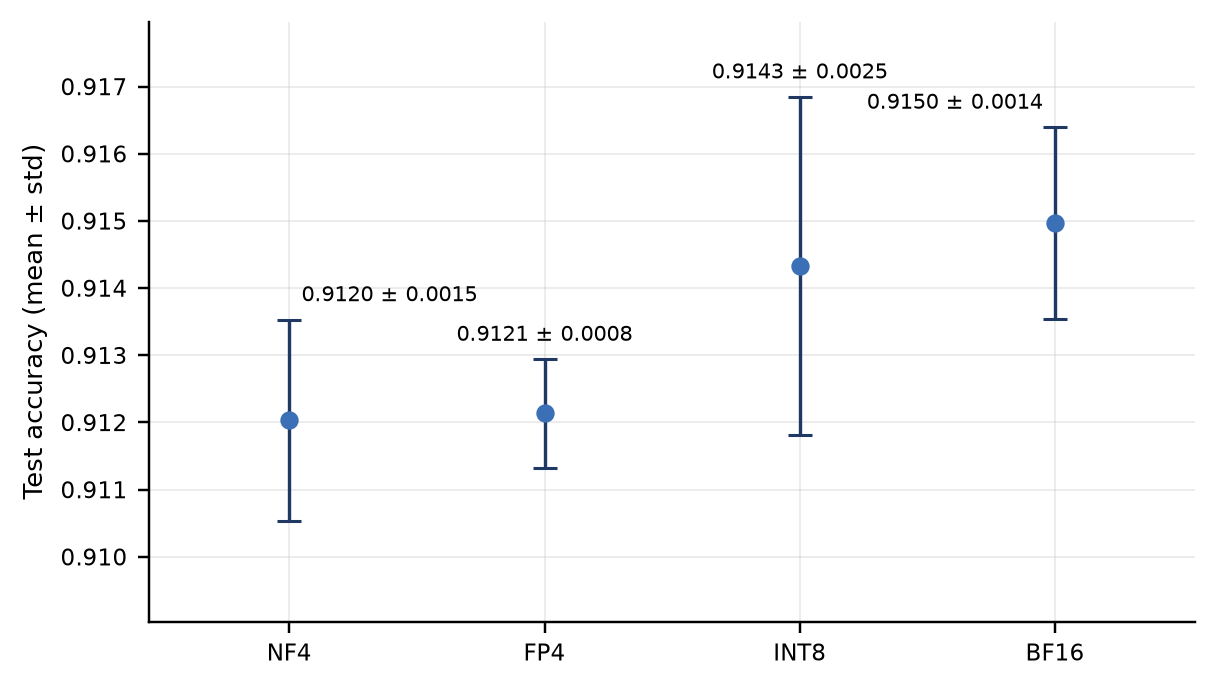 Test accuracy (mean ± std)
0.917
0.916
0.915
0.914
0.913
0.912
0.911
0.910
0.9143 ± 0.0025
0.9150 ± 0.0014
0.9120 ± 0.0015
0.9121 ± 0.0008
NF4
FP4
INT8
BF16